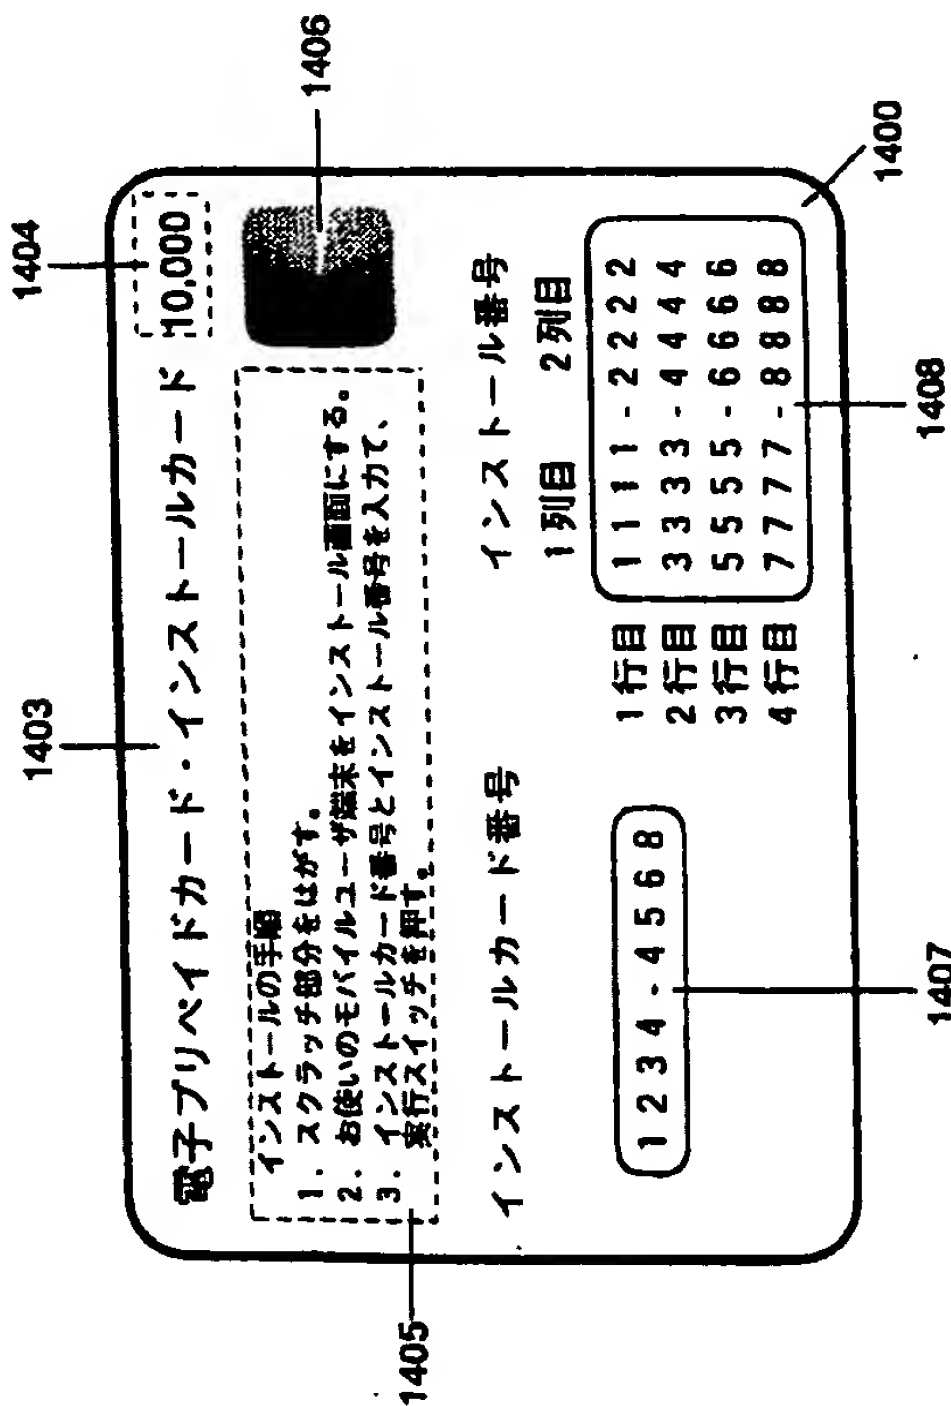 1404
1403
1406
電子プリペイドカード・インストールカード
10,000
インストールの手順
1. スクラッチ部分をはがす。
2. お使いのモバイルユーザ端末をインストール画面にする。
3. インストールカード番号とインストール番号を入力て、
実行スイッチを押す。
1405
インストールカード番号
インストール番号
1列目 2列目
1234-4568
1行目 1111-2222
2行目 3333-4444
3行目 5555-6666
4行目 7777-8888
1400
1407
1408